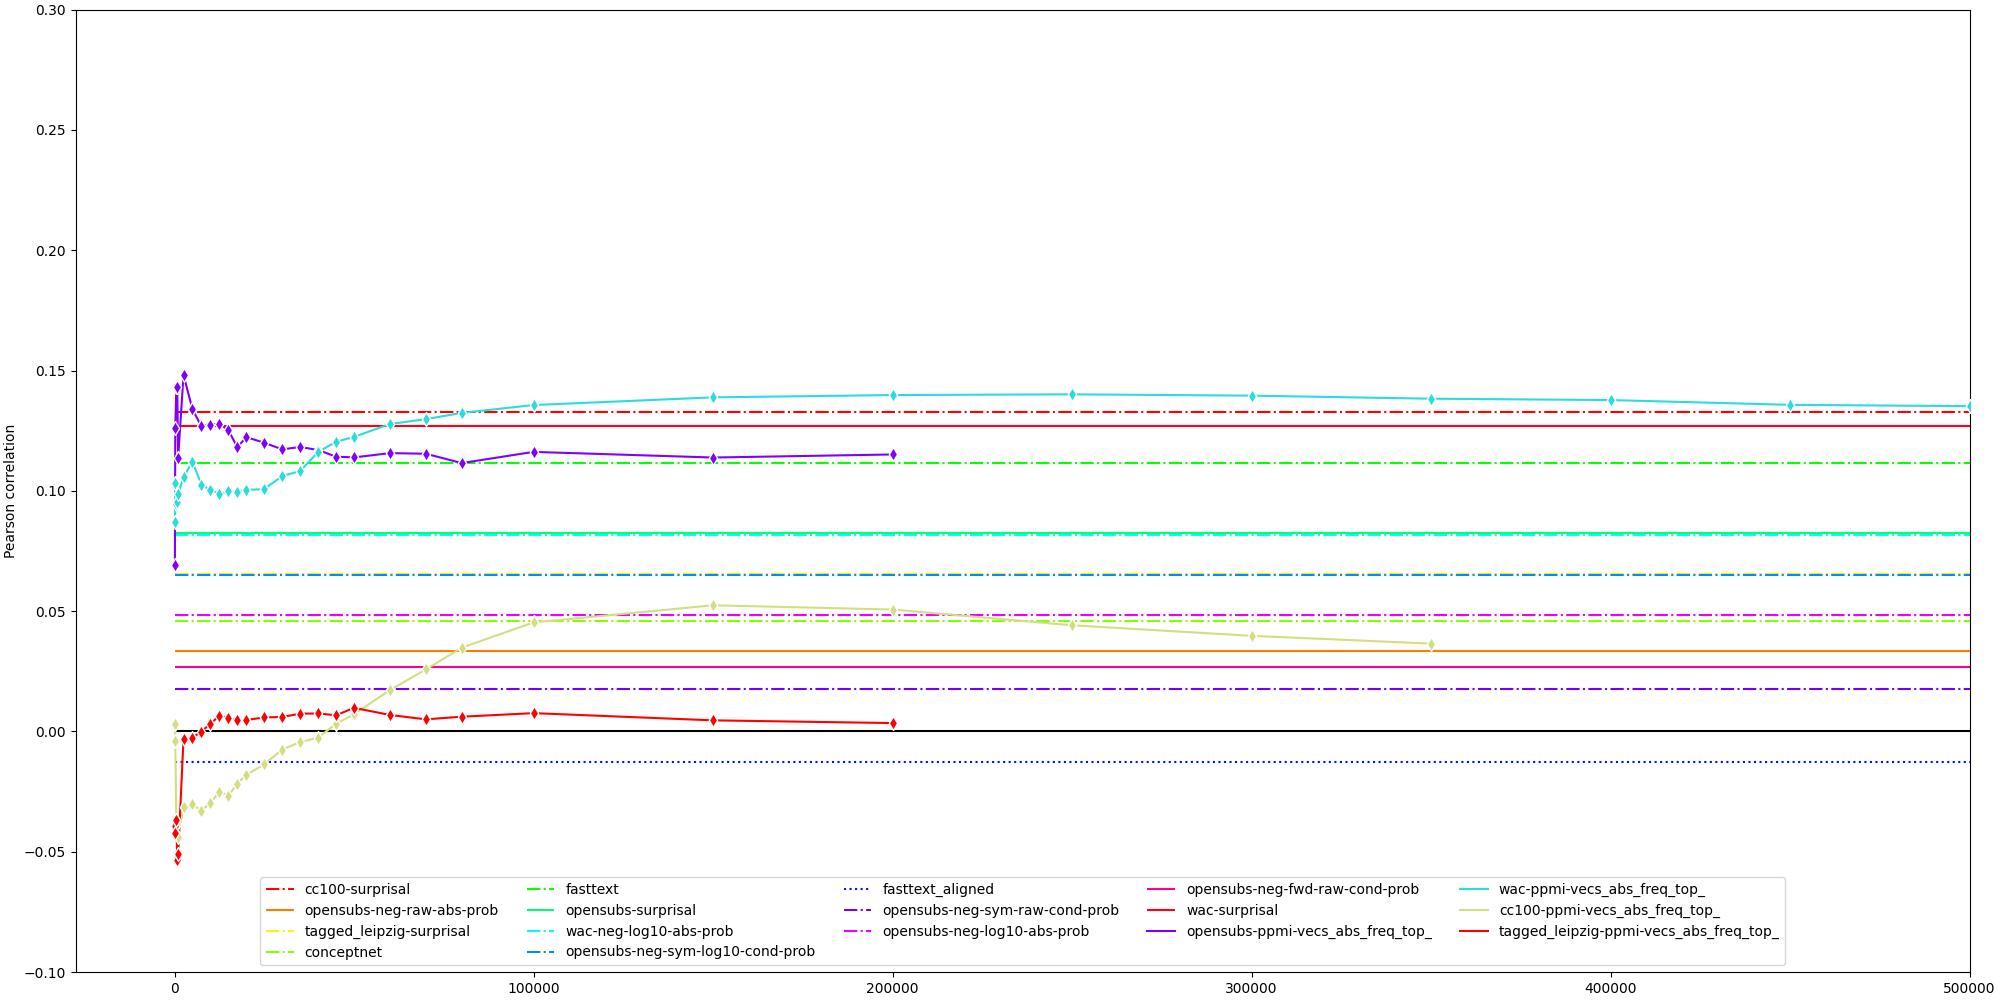 0.30
0.25
0.20
0.15
0.10
0.05
0.00
−0.05
−0.10
Pearson correlation
cc100-surprisal
opensubs-neg-raw-abs-prob
tagged_leipzig-surprisal
conceptnet
fasttext
opensubs-surprisal
wac-neg-log10-abs-prob
opensubs-neg-sym-log10-cond-prob
fasttext_aligned
opensubs-neg-sym-raw-cond-prob
opensubs-neg-log10-abs-prob
opensubs-neg-fwd-raw-cond-prob
wac-surprisal
opensubs-ppmi-vecs_abs_freq_top_
wac-ppmi-vecs_abs_freq_top_
cc100-ppmi-vecs_abs_freq_top_
tagged_leipzig-ppmi-vecs_abs_freq_top_
0 100000 200000 300000 400000 500000